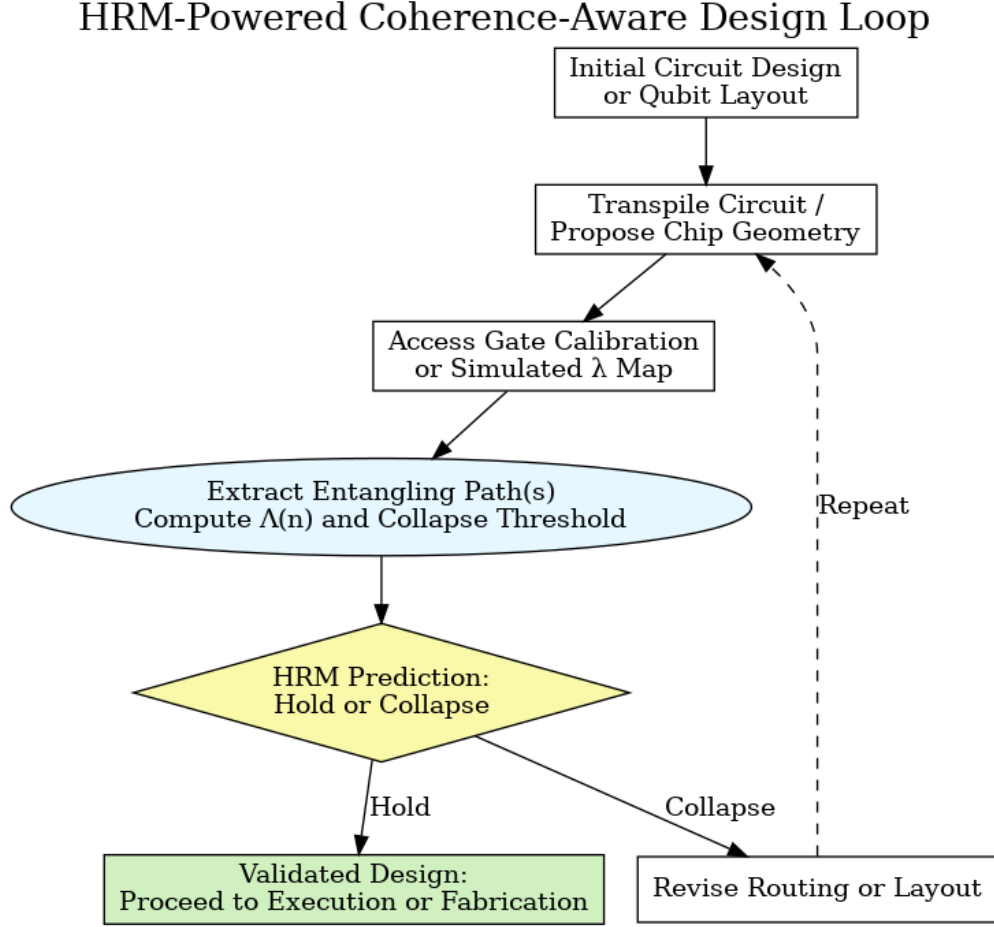 HRM-Powered Coherence-Aware Design Loop
Initial Circuit Design
or Qubit Layout
Transpile Circuit /
Propose Chip Geometry
Access Gate Calibration
or Simulated λ Map
Extract Entangling Path(s)
Compute Λ(n) and Collapse Threshold
Repeat
HRM Prediction:
Hold or Collapse
Hold
Collapse
Validated Design:
Proceed to Execution or Fabrication
Revise Routing or Layout